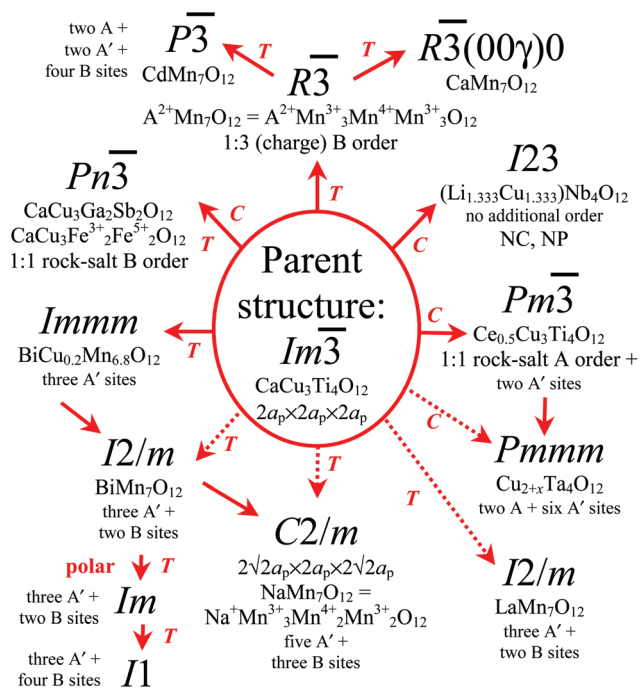 two A +
two A′ +
four B sites
P3̅
CdMn₇O₁₂
T
T
R3̅(00γ)0
CaMn₇O₁₂
R3̅
A²⁺Mn₇O₁₂ = A²⁺Mn³⁺₃Mn⁴⁺Mn³⁺₃O₁₂
1:3 (charge) B order
T
Pn3̅
CaCu₃Ga₂Sb₂O₁₂
CaCu₃Fe³⁺₂Fe⁵⁺₂O₁₂
1:1 rock-salt B order
C
T
I23
(Li₁.₃₃₃Cu₁.₃₃₃)Nb₄O₁₂
no additional order
NC, NP
C
Parent
structure:
Im3̅
CaCu₃Ti₄O₁₂
2aₚ×2aₚ×2aₚ
Immm
BiCu₀.₂Mn₆.₈O₁₂
three A′ sites
T
C
Pm3̅
Ce₀.₅Cu₃Ti₄O₁₂
1:1 rock-salt A order +
two A′ sites
C
Pmmm
Cu₂₊ₓTa₄O₁₂
two A + six A′ sites
T
I2/m
BiMn₇O₁₂
three A′ +
two B sites
T
C2/m
2√2aₚ×2aₚ×2√2aₚ
NaMn₇O₁₂ =
Na⁺Mn³⁺₃Mn⁴⁺₂Mn³⁺₂O₁₂
five A′ +
three B sites
T
I2/m
LaMn₇O₁₂
three A′ +
two B sites
polar T
three A′ +
two B sites
Im
T
three A′ +
four B sites
I1